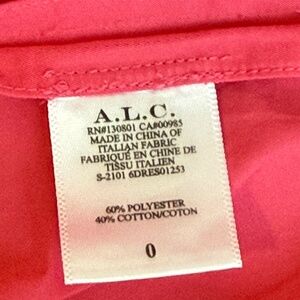 A.L.C.
RN#130801 CA#00985
MADE IN CHINA OF
ITALIAN FABRIC
FABRIQUÉ EN CHINE DE
TISSU ITALIEN
S-2101 6DRES01253
60% POLYESTER
40% COTTON/COTON
0